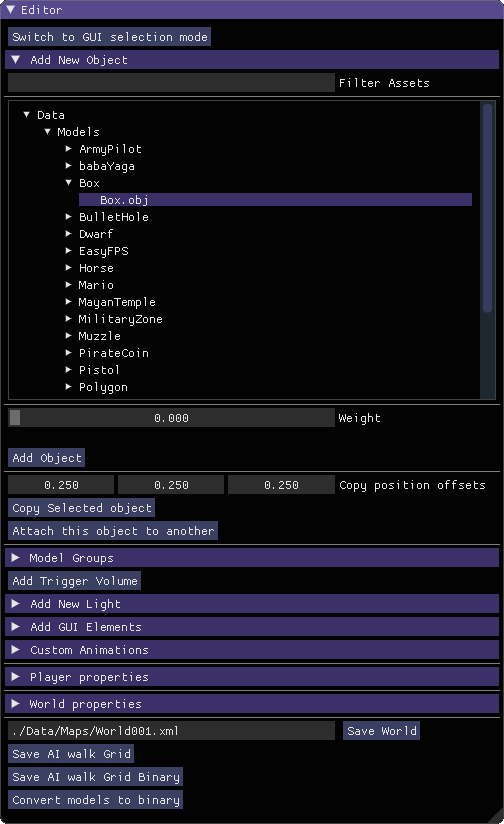 Editor
Switch to GUI selection mode
Add New Object
Filter Assets
Data
Models
ArmyPilot
babaYaga
Box
Box.obj
BulletHole
Dwarf
EasyFPS
Horse
Mario
MayanTemple
MilitaryZone
Muzzle
PirateCoin
Pistol
Polygon
0.000 Weight
Add Object
0.250 0.250 0.250 Copy position offsets
Copy Selected object
Attach this object to another
Model Groups
Add Trigger Volume
Add New Light
Add GUI Elements
Custom Animations
Player properties
World properties
./Data/Maps/World001.xml Save World
Save AI walk Grid
Save AI walk Grid Binary
Convert models to binary